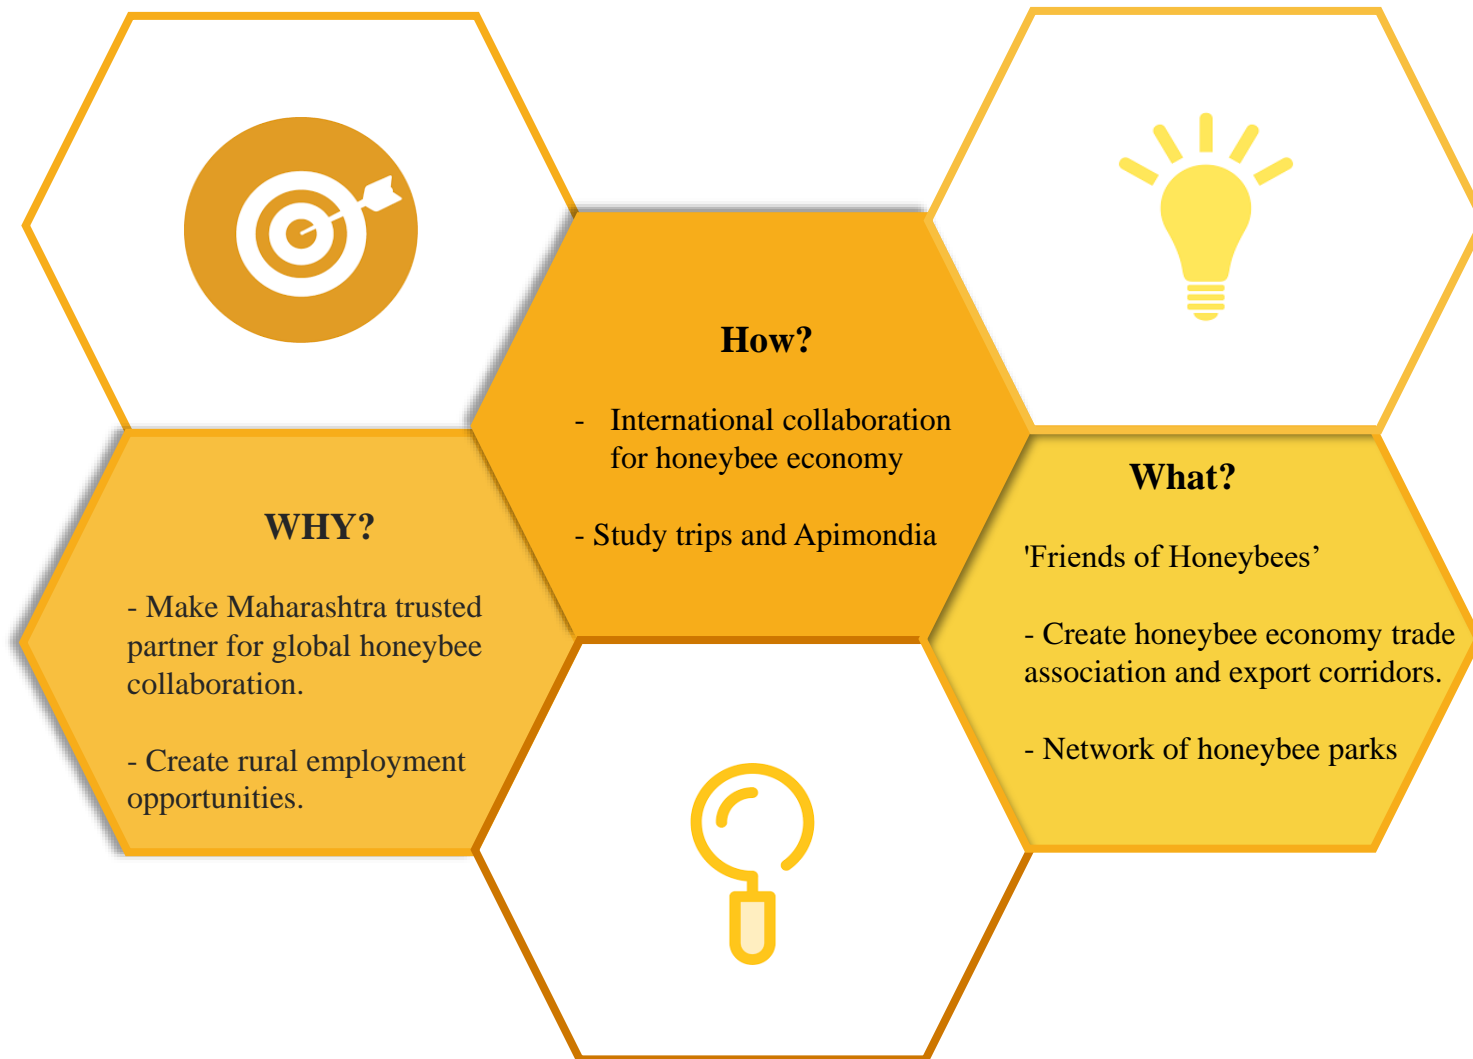 WHY?
- Make Maharashtra trusted
partner for global honeybee
collaboration.
- Create rural employment
opportunities.
How?
- International collaboration
for honeybee economy
- Study trips and Apimondia
What?
'Friends of Honeybees’
- Create honeybee economy trade
association and export corridors.
- Network of honeybee parks